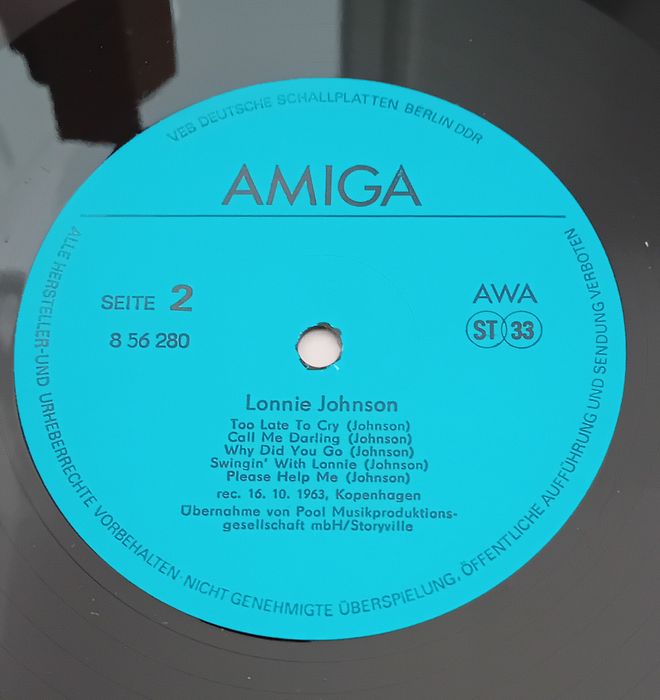 VEB DEUTSCHE SCHALLPLATTEN BERLIN DDR
AMIGA
SEITE 2
8 56 280
AWA
ST 33
Lonnie Johnson
Too Late To Cry (Johnson)
Call Me Darling (Johnson)
Why Did You Go (Johnson)
Swingin' With Lonnie (Johnson)
Please Help Me (Johnson)
rec. 16. 10. 1963, Kopenhagen
Übernahme von Pool Musikproduktions-
gesellschaft mbH/Storyville
ALLE HERSTELLER-UND URHEBERRECHTE VORBEHALTEN · NICHT GENEHMIGTE ÜBERSPIELUNG, ÖFFENTLICHE AUFFÜHRUNG UND SENDUNG VERBOTEN